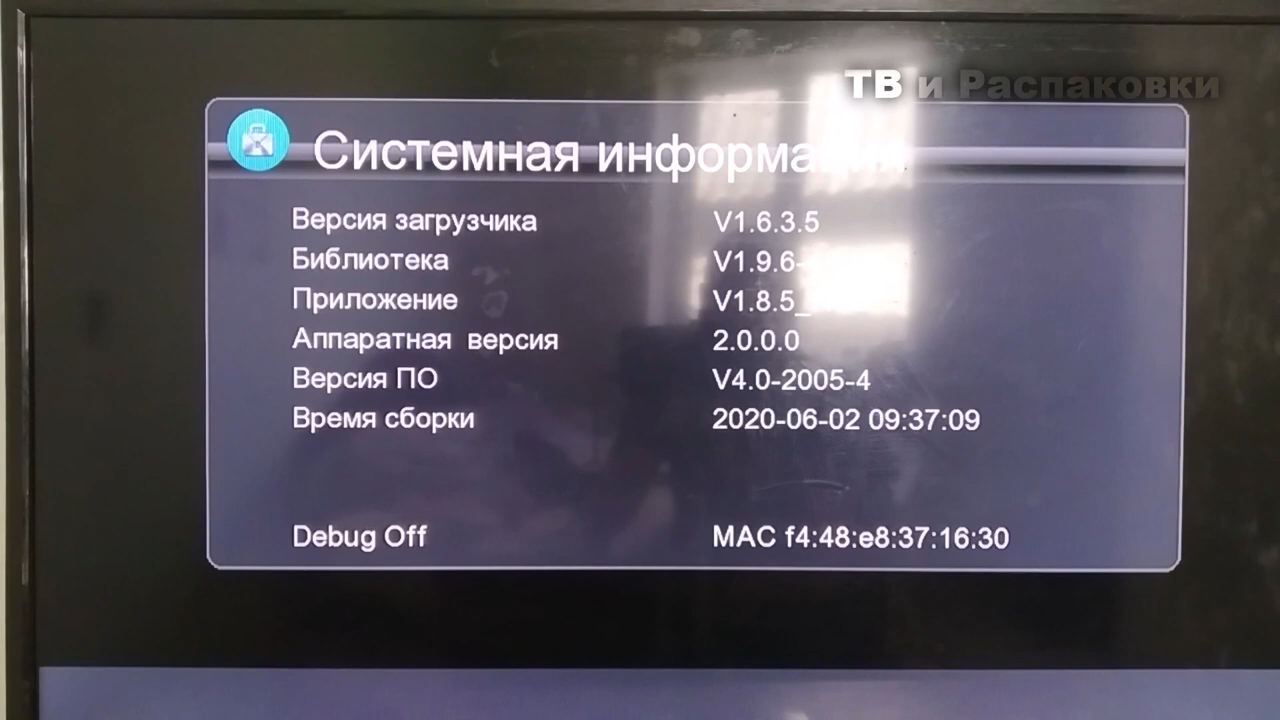 ТВ и Распаковки
Системная информация
Версия загрузчика V1.6.3.5
Библиотека V1.9.6-
Приложение V1.8.5_
Аппаратная версия 2.0.0.0
Версия ПО V4.0-2005-4
Время сборки 2020-06-02 09:37:09
Debug Off MAC f4:48:e8:37:16:30